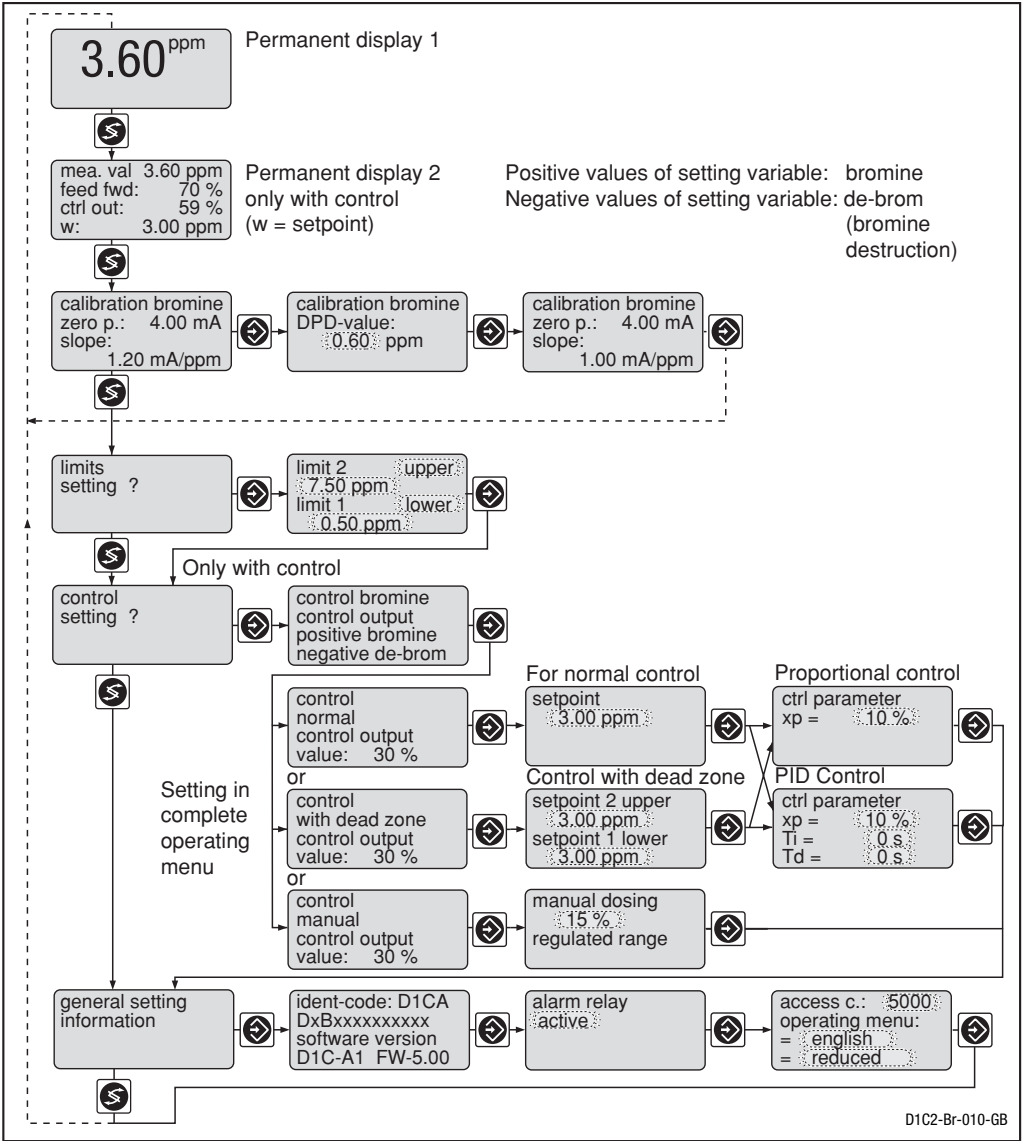 3.60 ppm
Permanent display 1
mea. val 3.60 ppm
feed fwd: 70 %
ctrl out: 59 %
w: 3.00 ppm
Permanent display 2
only with control
(w = setpoint)
Positive values of setting variable: bromine
Negative values of setting variable: de-brom
(bromine
destruction)
calibration bromine
zero p.: 4.00 mA
slope:
1.20 mA/ppm
calibration bromine
DPD-value:
0.60 ppm
calibration bromine
zero p.: 4.00 mA
slope:
1.00 mA/ppm
limits
setting ?
limit 2 upper
7.50 ppm
limit 1 lower
0.50 ppm
Only with control
control
setting ?
control bromine
control output
positive bromine
negative de-brom
Setting in
complete
operating
menu
control
normal
control output
value: 30 %
For normal control
setpoint
3.00 ppm
Proportional control
ctrl parameter
xp = 10 %
or
control
with dead zone
control output
value: 30 %
Control with dead zone
setpoint 2 upper
3.00 ppm
setpoint 1 lower
3.00 ppm
PID Control
ctrl parameter
xp = 10 %
Ti = 0 s
Td = 0 s
or
control
manual
control output
value: 30 %
manual dosing
15 %
regulated range
general setting
information
ident-code: D1CA
DxBxxxxxxxxxx
software version
D1C-A1 FW-5.00
alarm relay
active
access c.: 5000
operating menu:
= english
= reduced
D1C2-Br-010-GB